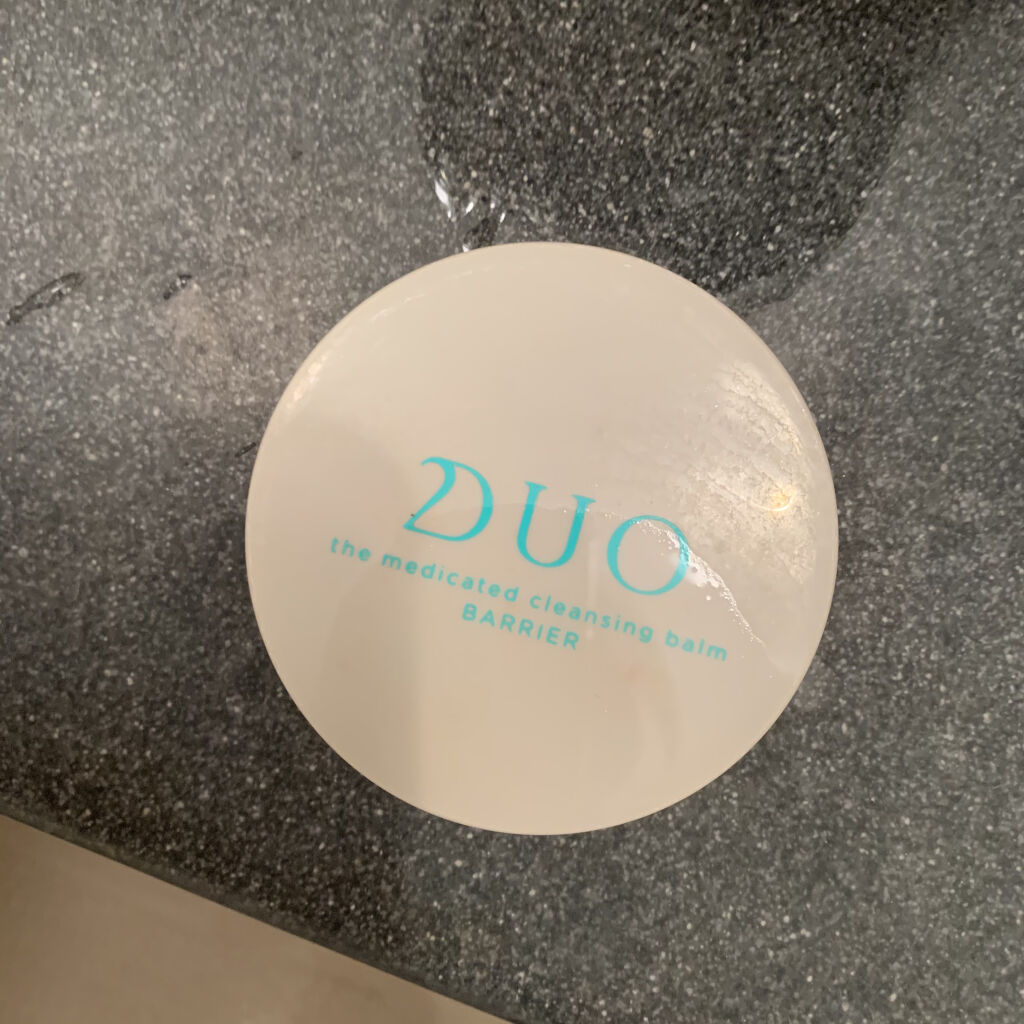 DUO
the medicated cleansing balm
BARRIER